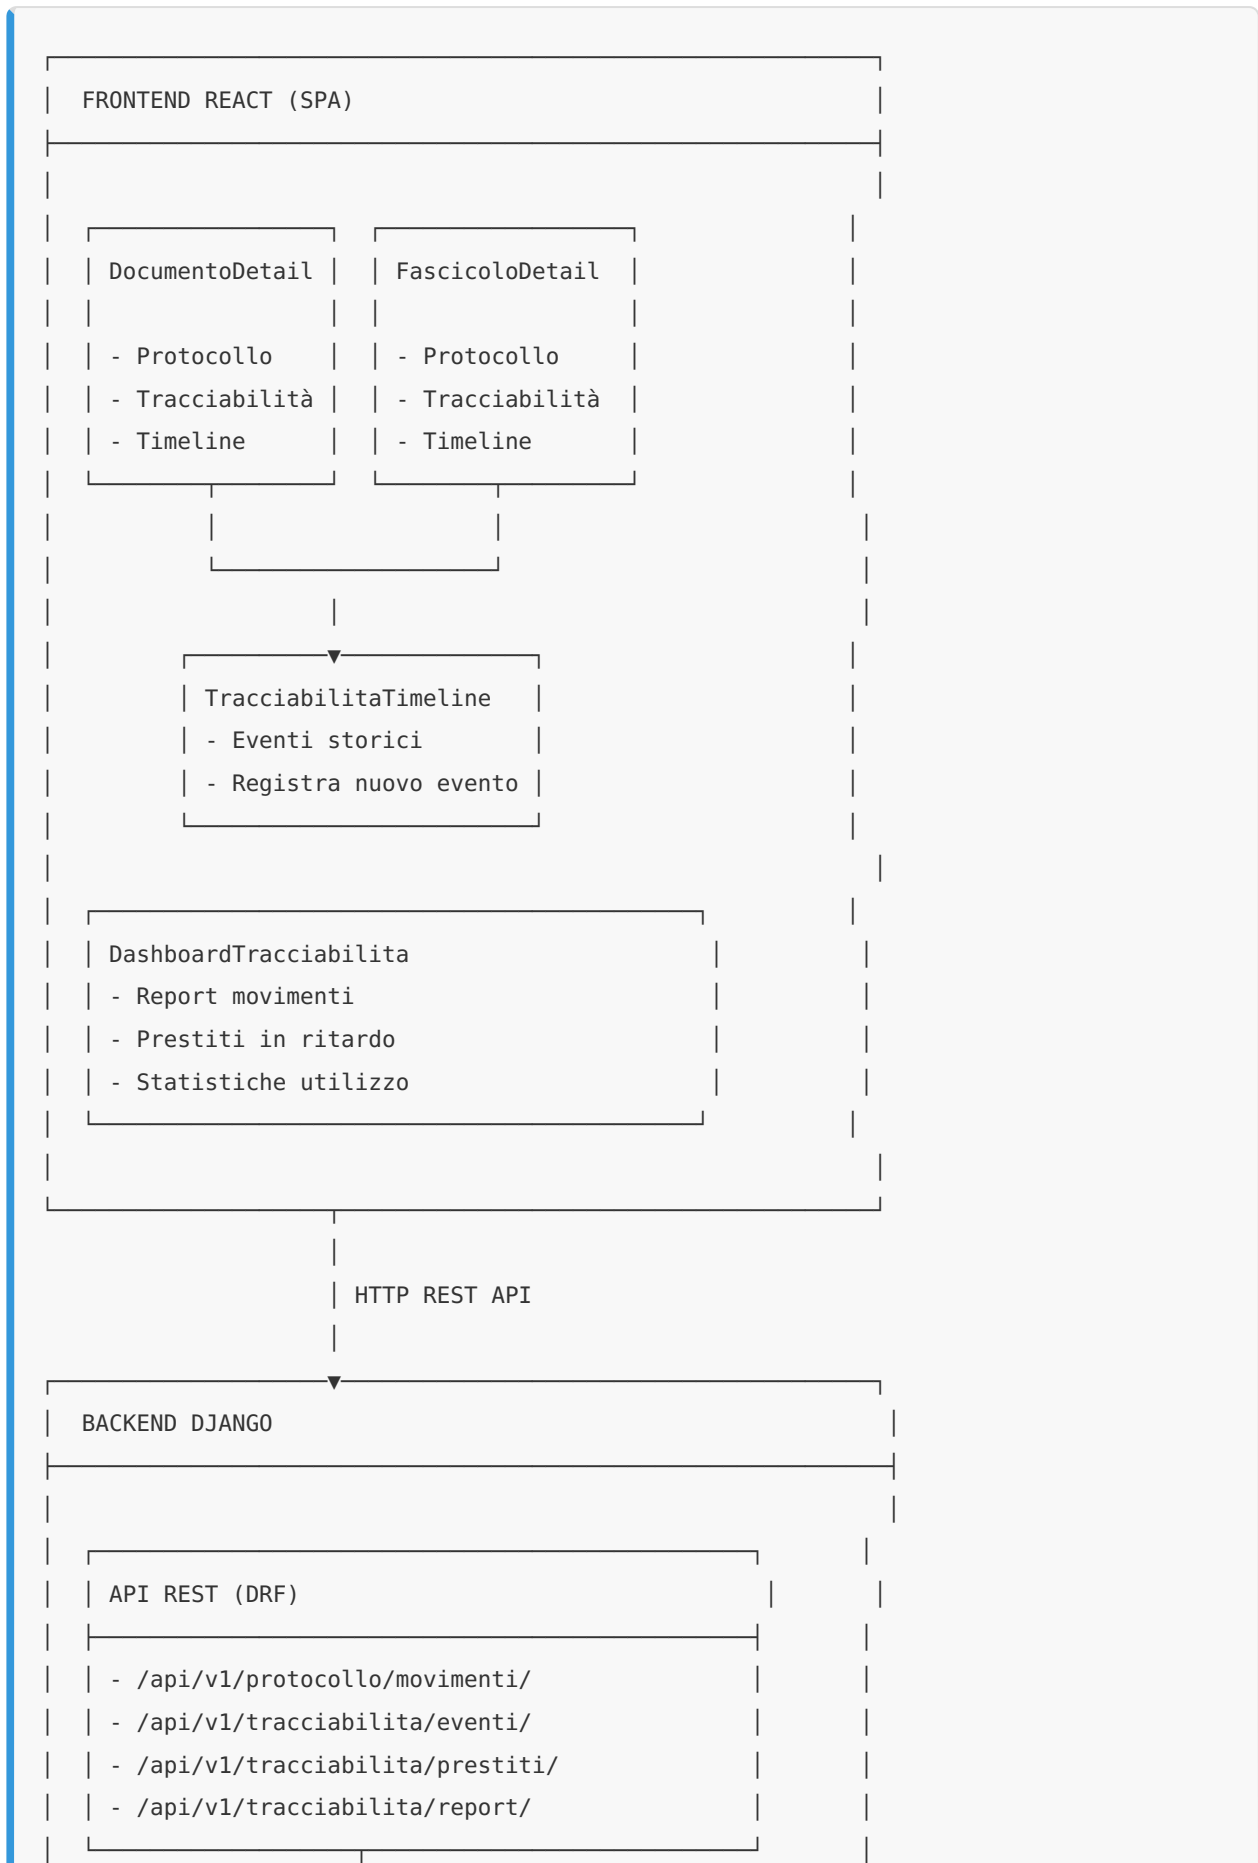 FRONTEND REACT (SPA)
DocumentoDetail FascicoloDetail
- Protocollo - Protocollo
- Tracciabilità - Tracciabilità
- Timeline - Timeline
TracciabilitaTimeline
- Eventi storici
- Registra nuovo evento
DashboardTracciabilita
- Report movimenti
- Prestiti in ritardo
- Statistiche utilizzo
HTTP REST API
BACKEND DJANGO
API REST (DRF)
- /api/v1/protocollo/movimenti/
- /api/v1/tracciabilita/eventi/
- /api/v1/tracciabilita/prestiti/
- /api/v1/tracciabilita/report/